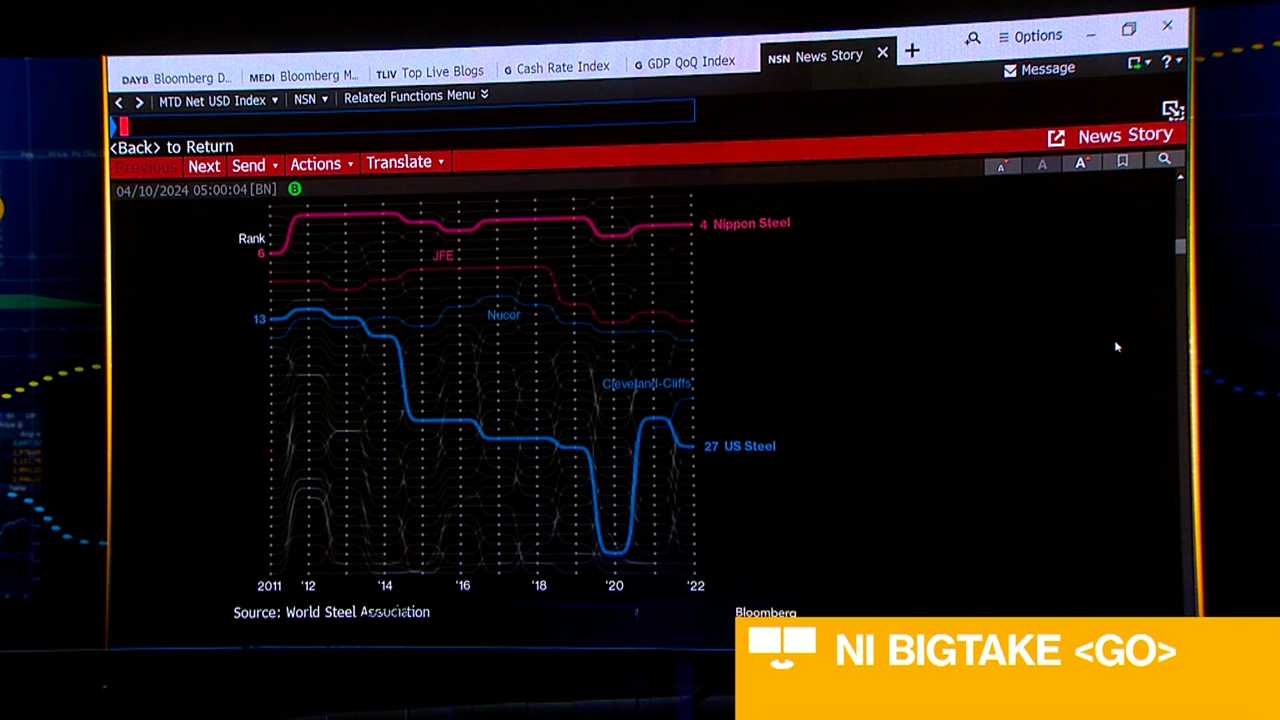 DAYB Bloomberg D...
MEDI Bloomberg M...
TLIV Top Live Blogs
G Cash Rate Index
G GDP QoQ Index
NSN News Story
Options
MTD Net USD Index
NSN
Related Functions Menu
Message
<Back> to Return
News Story
Previous
Next
Send
Actions
Translate
A
A
A
04/10/2024 05:00:04[BN]
B
Rank
6
4 Nippon Steel
JFE
13
Nucor
Cleveland-Cliffs
27 US Steel
2011 '12 '14 '16 '18 '20 '22
Source: World Steel Association
Bloomberg
NI BIGTAKE <GO>